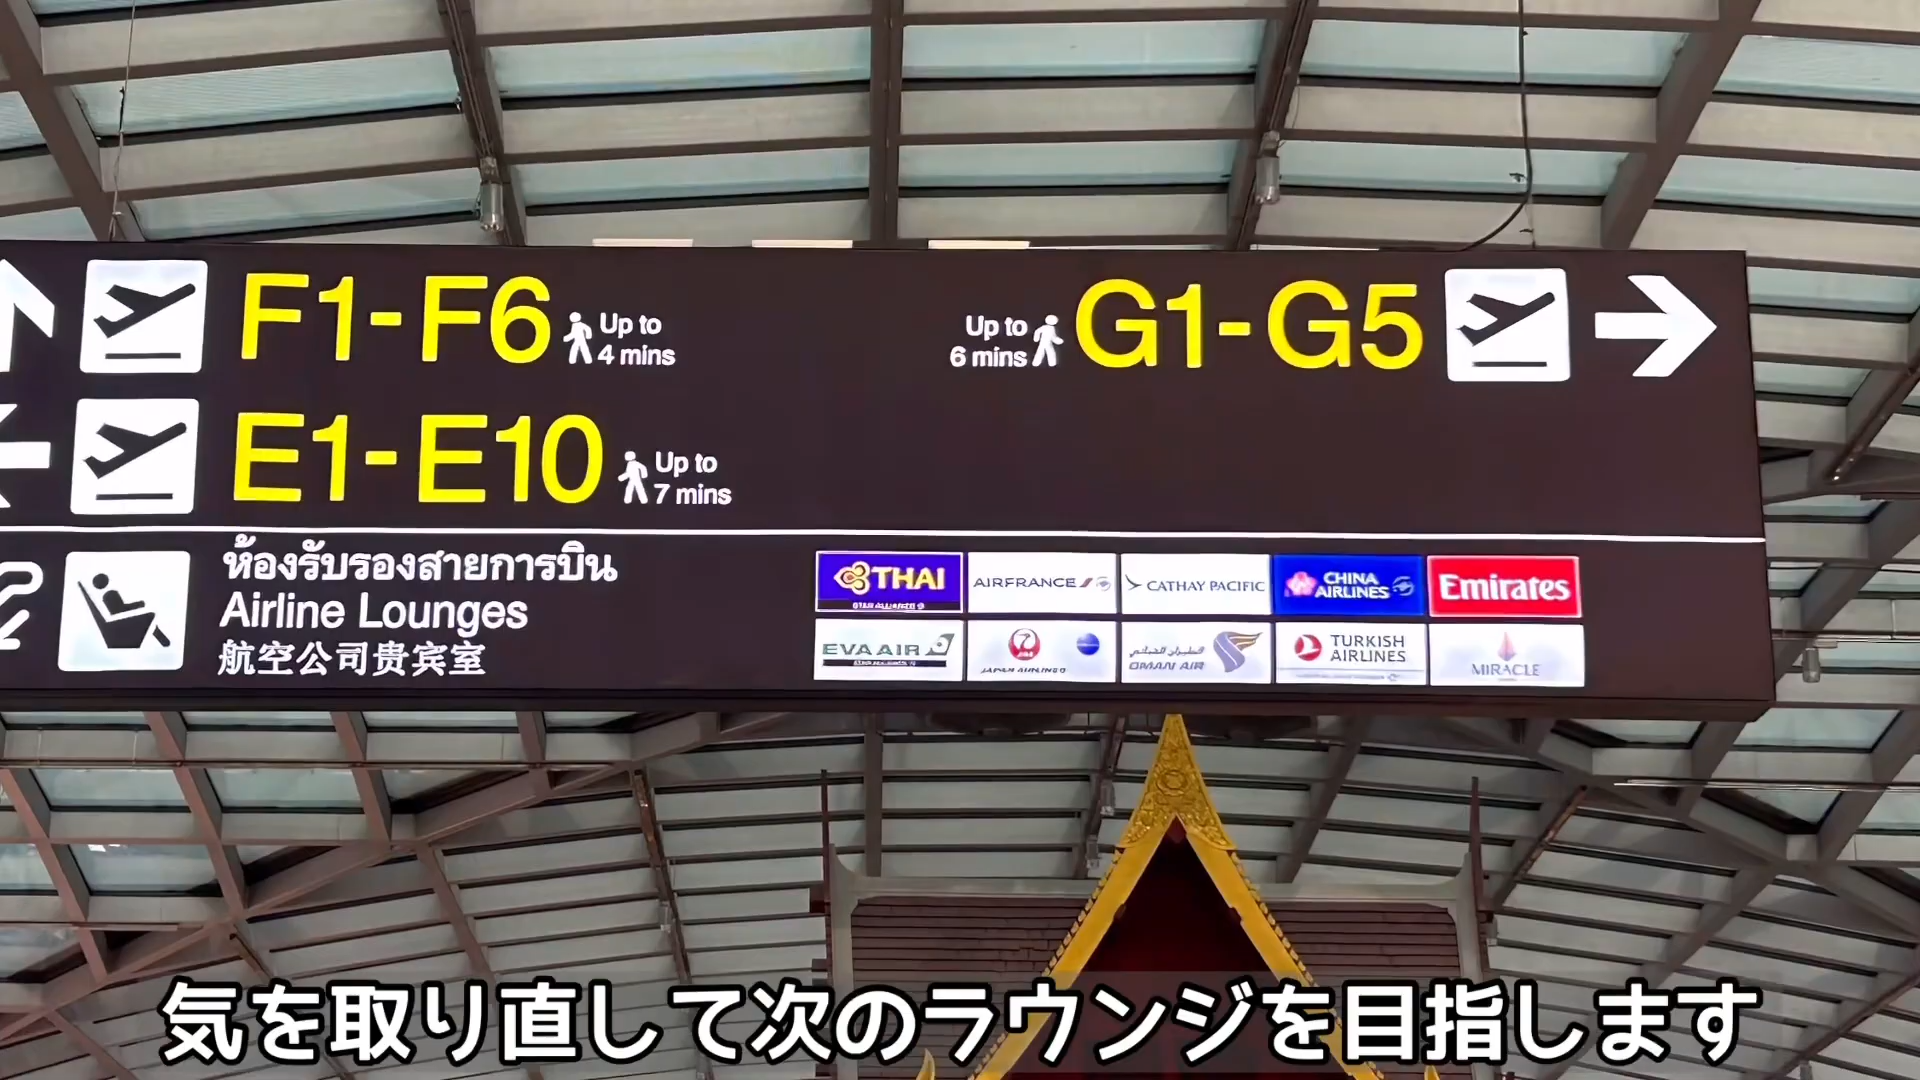 F1-F6 Up to 4 mins
Up to 6 mins G1-G5
E1-E10 Up to 7 mins
ห้องรับรองสายการบิน
Airline Lounges
航空公司贵宾室
THAI AIRFRANCE CATHAY PACIFIC CHINA AIRLINES Emirates
EVA AIR JAPAN AIRLINES OMAN AIR TURKISH AIRLINES MIRACLE
気を取り直して次のラウンジを目指します